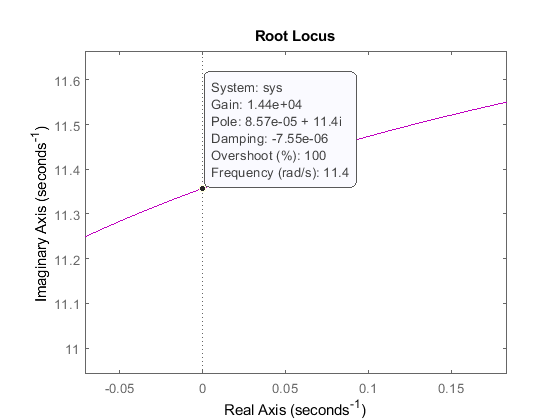 Root Locus
11.6
11.5
11.4
11.3
11.2
11.1
11
System: sys
Gain: 1.44e+04
Pole: 8.57e-05 + 11.4i
Damping: -7.55e-06
Overshoot (%): 100
Frequency (rad/s): 11.4
Imaginary Axis (seconds⁻¹)
-0.05 0 0.05 0.1 0.15
Real Axis (seconds⁻¹)